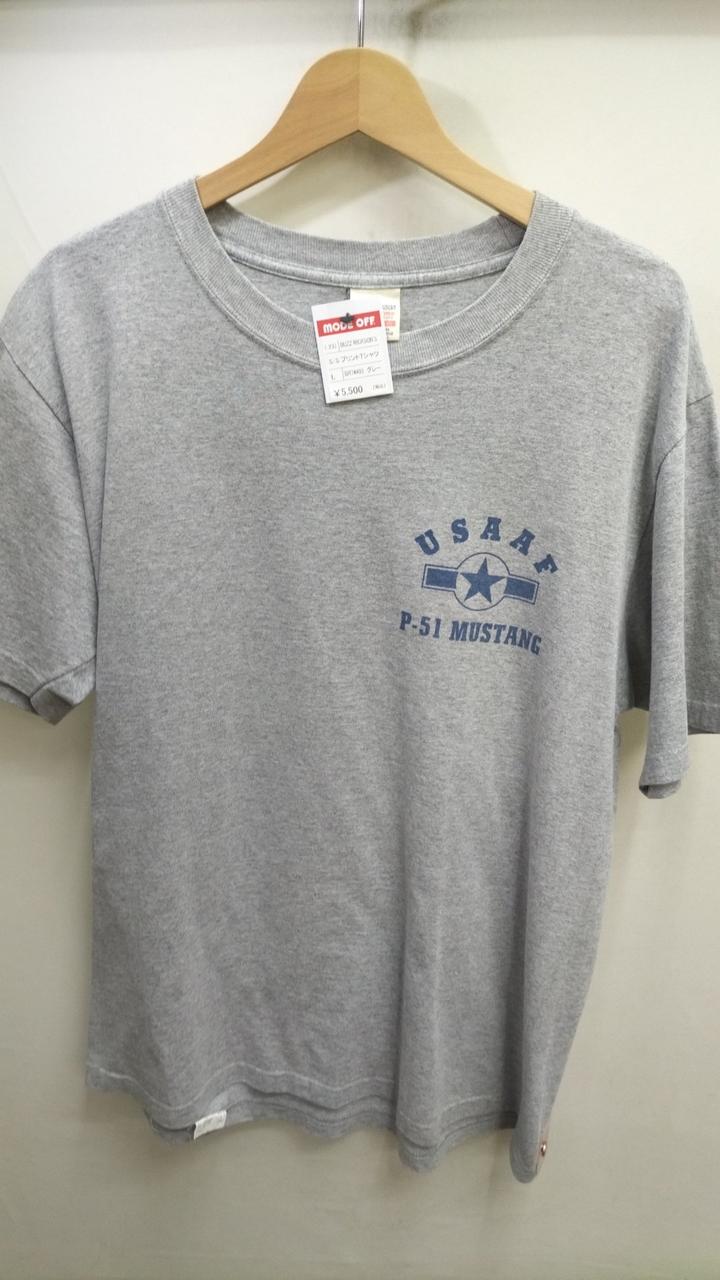 MODE OFF
BUZZ RICKSON'S
S/SプリントTシャツ
L グレー
¥5,500
USAAF
P-51 MUSTANG